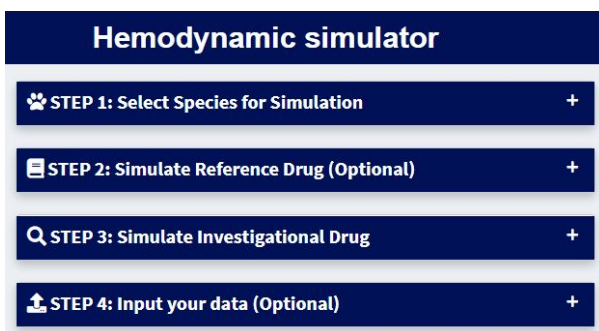 Hemodynamic simulator
STEP 1: Select Species for Simulation +
STEP 2: Simulate Reference Drug (Optional) +
STEP 3: Simulate Investigational Drug +
STEP 4: Input your data (Optional) +